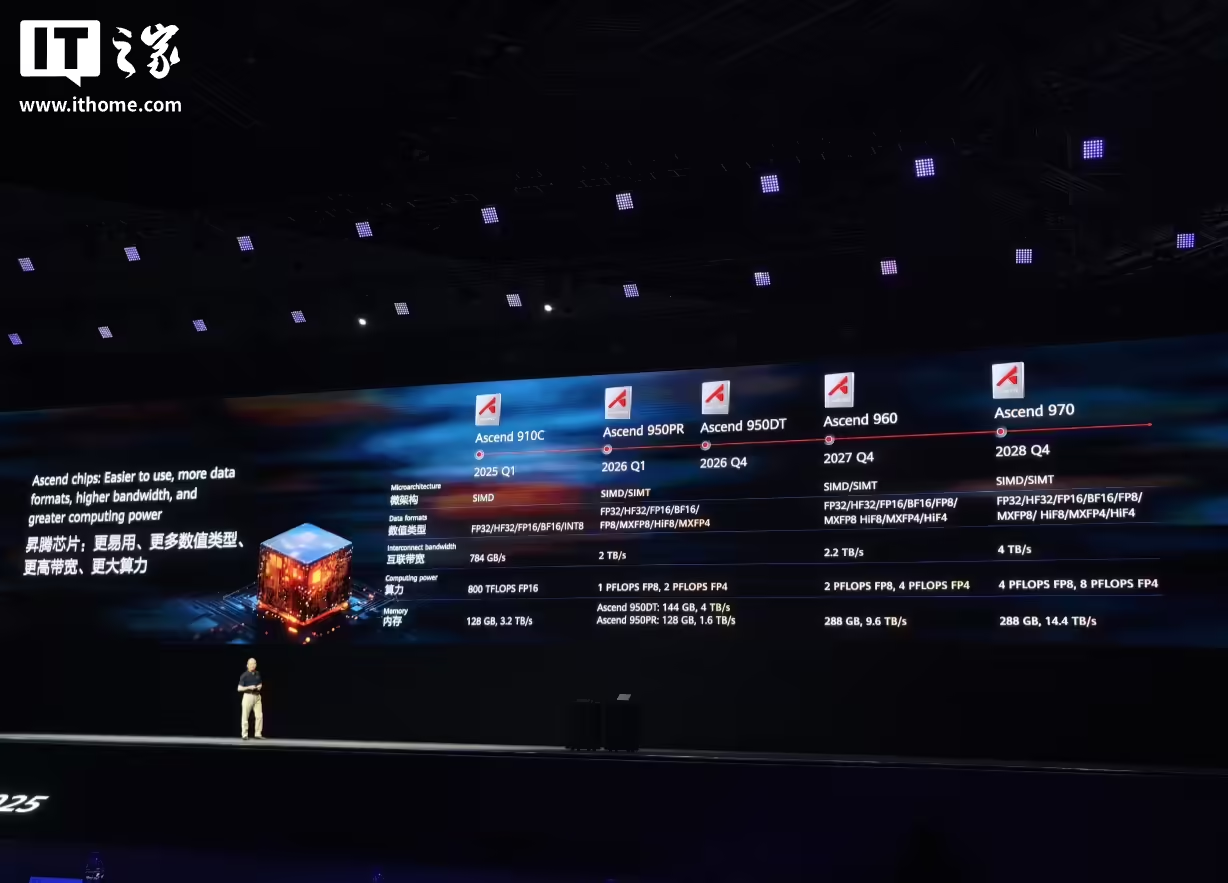 IT之家
www.ithome.com
Ascend 910C
Ascend 950PR
Ascend 950DT
Ascend 960
Ascend 970
2025 Q1
2026 Q1
2026 Q4
2027 Q4
2028 Q4
Ascend chips: Easier to use, more data
formats, higher bandwidth, and
greater computing power
昇腾芯片：更易用、更多数值类型、
更高带宽、更大算力
Microarchitecture
微架构
SIMD
SIMD/SIMT
SIMD/SIMT
SIMD/SIMT
Data formats
数值类型
FP32/HF32/FP16/BF16/INT8
FP32/HF32/FP16/BF16/
FP8/MXFP8/HiF8/MXFP4
FP32/HF32/FP16/BF16/FP8/
MXFP8 HiF8/MXFP4/HiF4
FP32/HF32/FP16/BF16/FP8/
MXFP8/ HiF8/MXFP4/HiF4
Interconnect bandwidth
互联带宽
784 GB/s
2 TB/s
2.2 TB/s
4 TB/s
Computing power
算力
800 TFLOPS FP16
1 PFLOPS FP8, 2 PFLOPS FP4
2 PFLOPS FP8, 4 PFLOPS FP4
4 PFLOPS FP8, 8 PFLOPS FP4
Memory
内存
128 GB, 3.2 TB/s
Ascend 950DT: 144 GB, 4 TB/s
Ascend 950PR: 128 GB, 1.6 TB/s
288 GB, 9.6 TB/s
288 GB, 14.4 TB/s
025